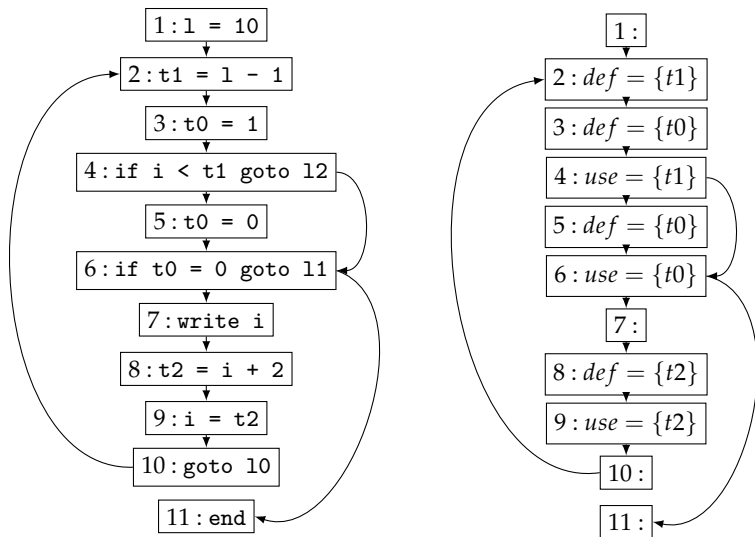 1 : l = 10
2 : t1 = l - 1
3 : t0 = 1
4 : if i < t1 goto l2
5 : t0 = 0
6 : if t0 = 0 goto l1
7 : write i
8 : t2 = i + 2
9 : i = t2
10 : goto l0
11 : end
1 :
2 : def = {t1}
3 : def = {t0}
4 : use = {t1}
5 : def = {t0}
6 : use = {t0}
7 :
8 : def = {t2}
9 : use = {t2}
10 :
11 :